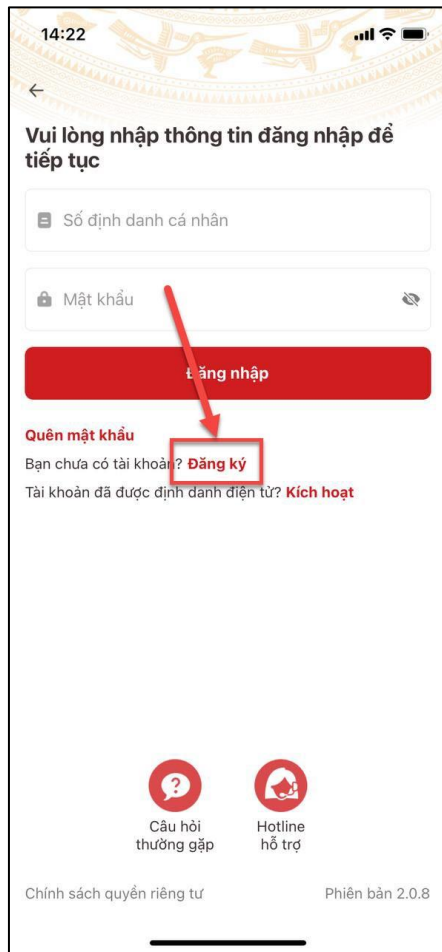 14:22
Vui lòng nhập thông tin đăng nhập để
tiếp tục
Số định danh cá nhân
Mật khẩu
Đăng nhập
Quên mật khẩu
Bạn chưa có tài khoản? Đăng ký
Tài khoản đã được định danh điện tử? Kích hoạt
Câu hỏi
thường gặp
Hotline
hỗ trợ
Chính sách quyền riêng tư
Phiên bản 2.0.8